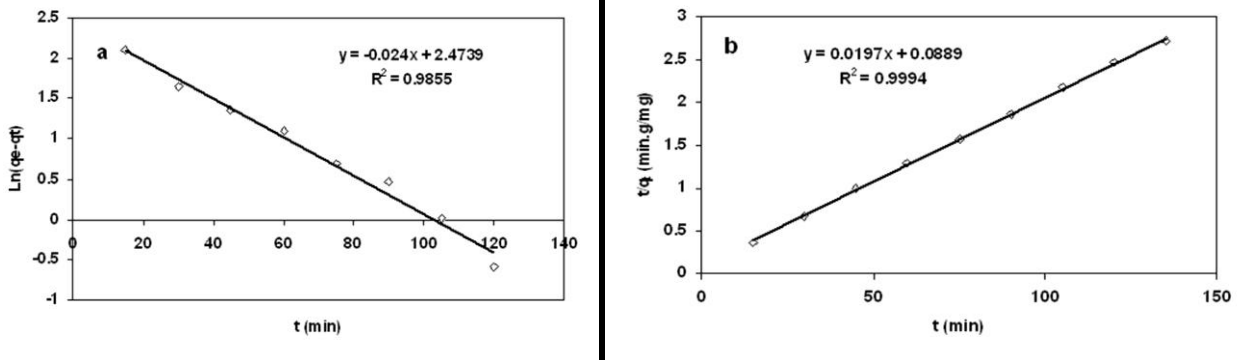 a
y = -0.024x + 2.4739
R² = 0.9855
2.5
2
1.5
1
0.5
0
-0.5
-1
0 20 40 60 80 100 120 140
Ln(qe-qt)
t (min)
b
y = 0.0197x + 0.0889
R² = 0.9994
3
2.5
2
1.5
1
0.5
0
0 50 100 150
t/qt (min.g/mg)
t (min)